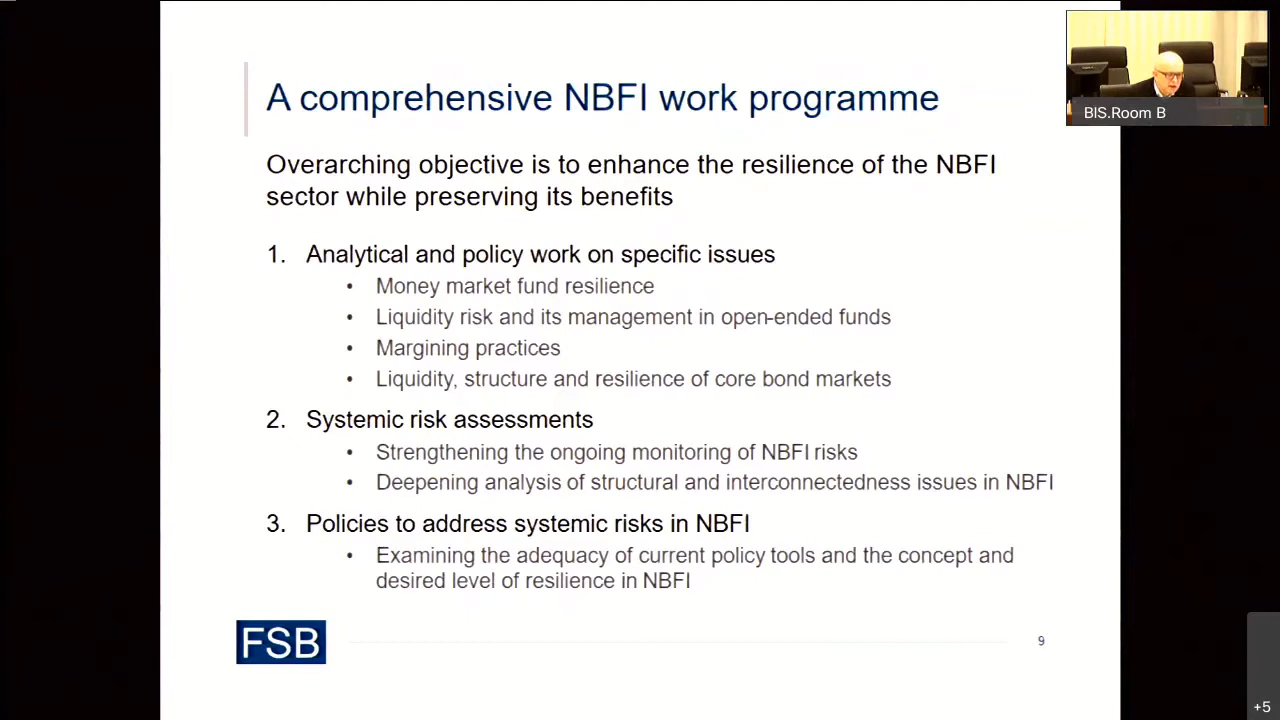 A comprehensive NBFI work programme
BIS.Room B
Overarching objective is to enhance the resilience of the NBFI
sector while preserving its benefits
1. Analytical and policy work on specific issues
• Money market fund resilience
• Liquidity risk and its management in open-ended funds
• Margining practices
• Liquidity, structure and resilience of core bond markets
2. Systemic risk assessments
• Strengthening the ongoing monitoring of NBFI risks
• Deepening analysis of structural and interconnectedness issues in NBFI
3. Policies to address systemic risks in NBFI
• Examining the adequacy of current policy tools and the concept and
desired level of resilience in NBFI
FSB
9
+5